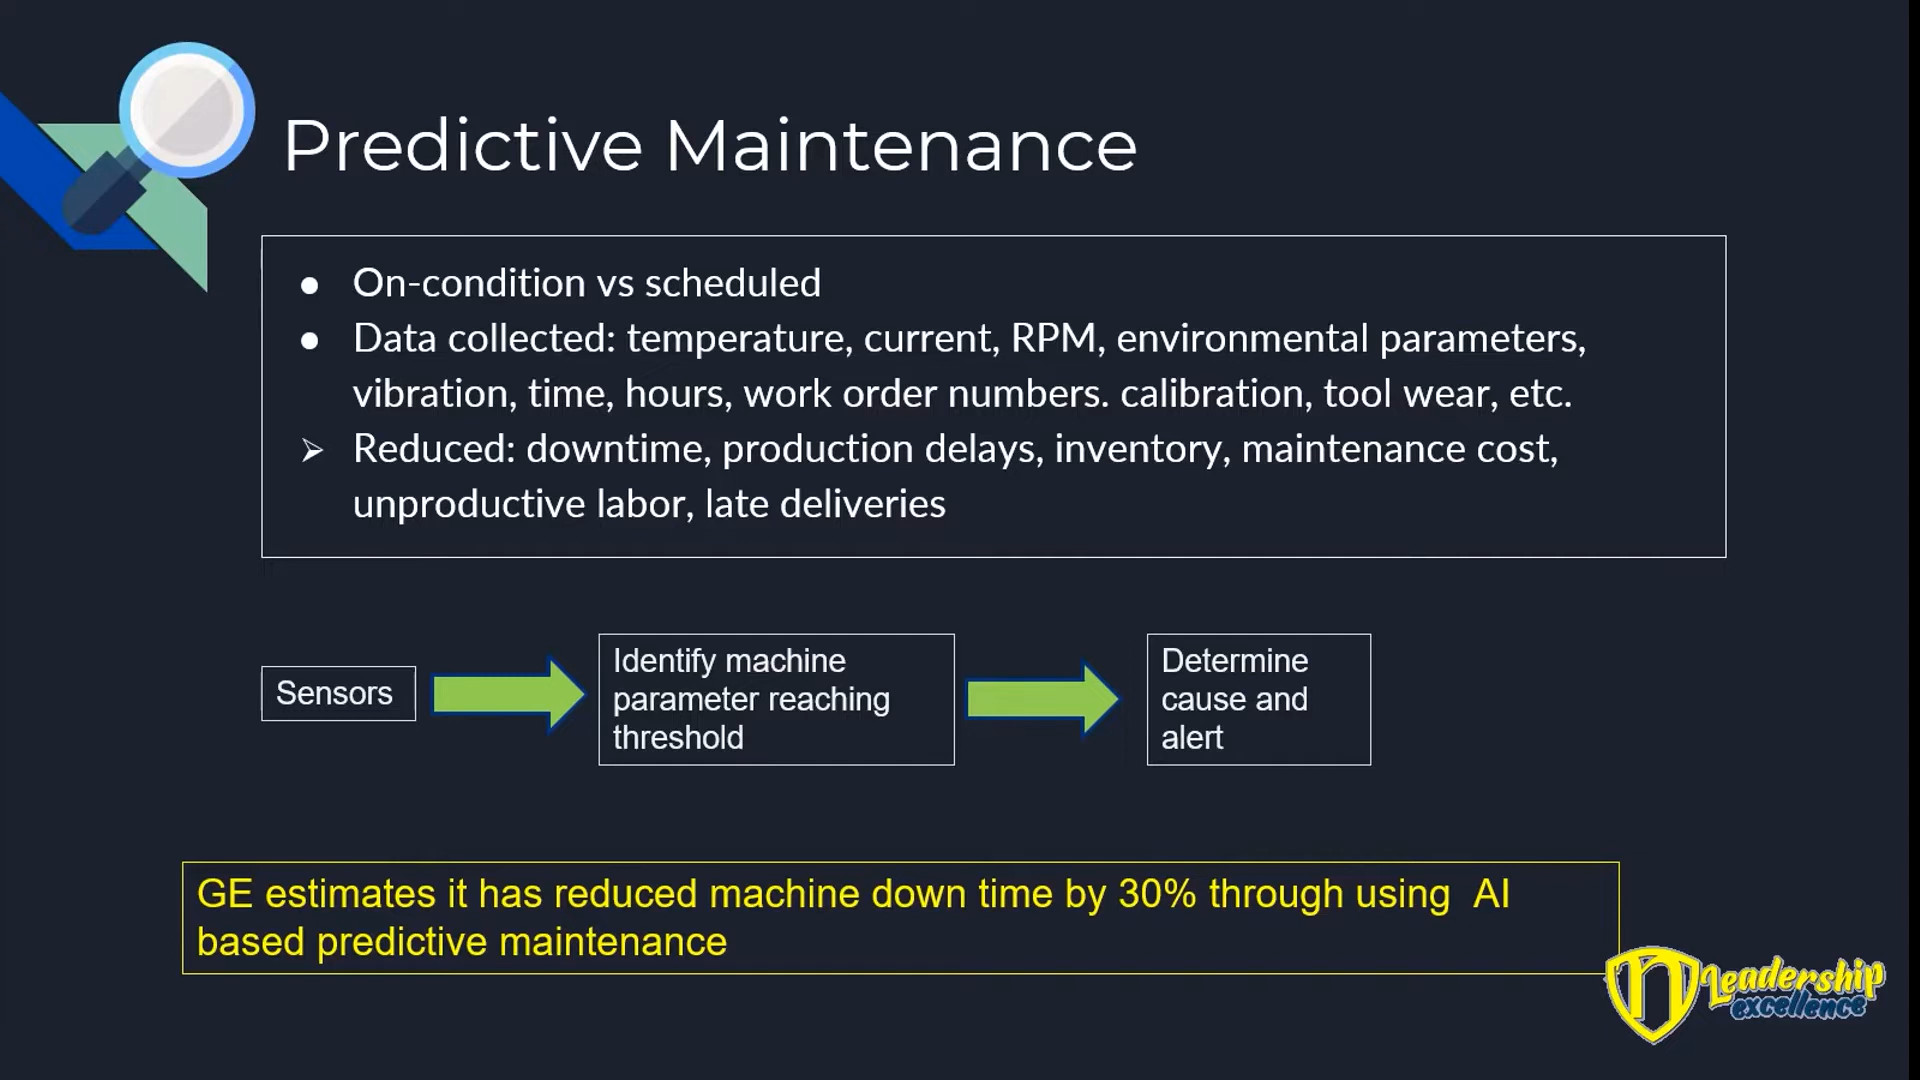 Predictive Maintenance
● On-condition vs scheduled
● Data collected: temperature, current, RPM, environmental parameters,
vibration, time, hours, work order numbers. calibration, tool wear, etc.
➢ Reduced: downtime, production delays, inventory, maintenance cost,
unproductive labor, late deliveries
Sensors
Identify machine
parameter reaching
threshold
Determine
cause and
alert
GE estimates it has reduced machine down time by 30% through using  AI
based predictive maintenance
n
Leadership
excellence